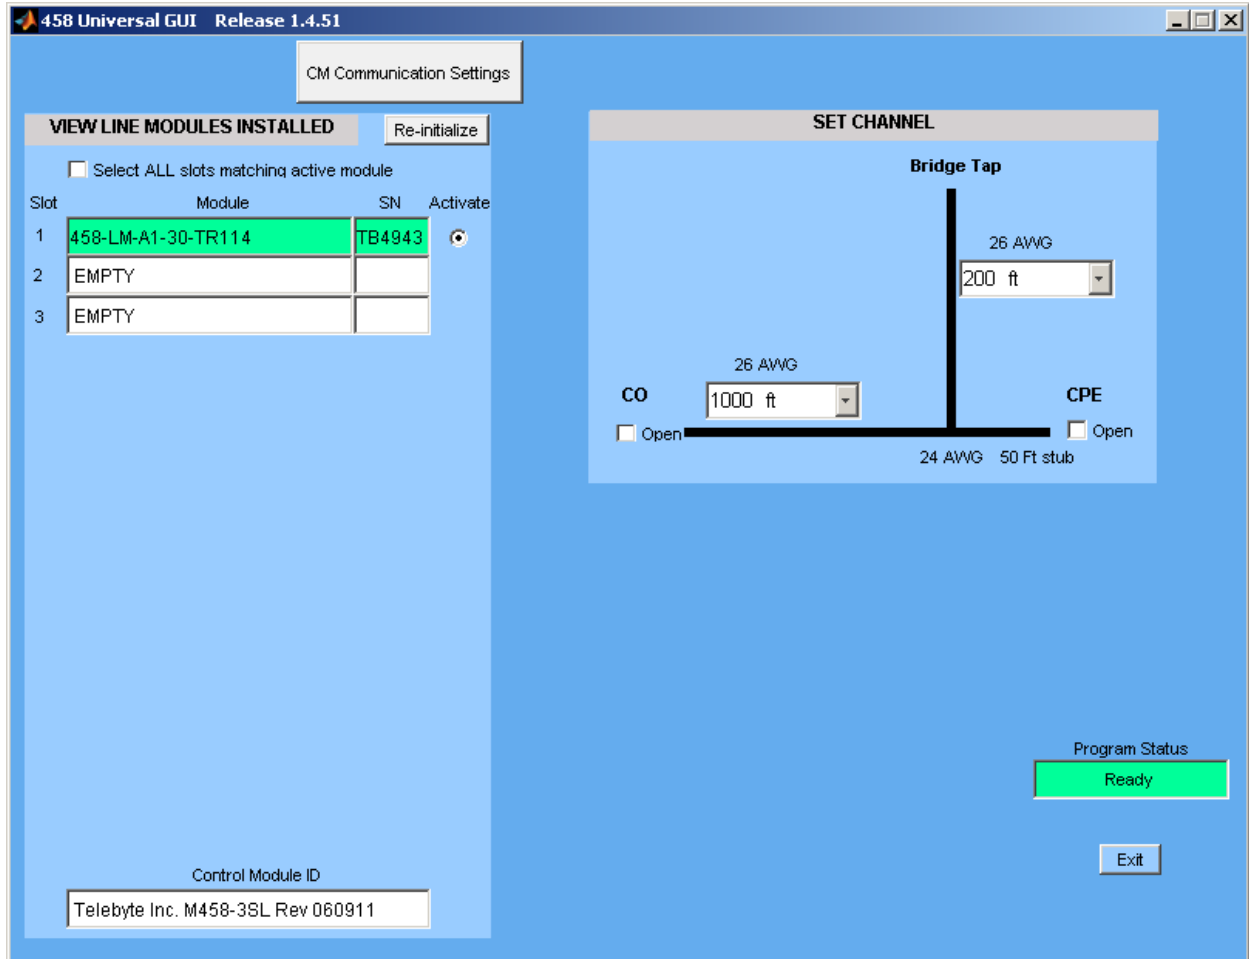 458 Universal GUI Release 1.4.51
CM Communication Settings
VIEW LINE MODULES INSTALLED
Re-initialize
Select ALL slots matching active module
Slot Module SN Activate
1 458-LM-A1-30-TR114 TB4943
2 EMPTY
3 EMPTY
Control Module ID
Telebyte Inc. M458-3SL Rev 060911
SET CHANNEL
Bridge Tap
26 AWG
200 ft
26 AWG
CO
1000 ft
CPE
Open
Open
24 AWG 50 Ft stub
Program Status
Ready
Exit